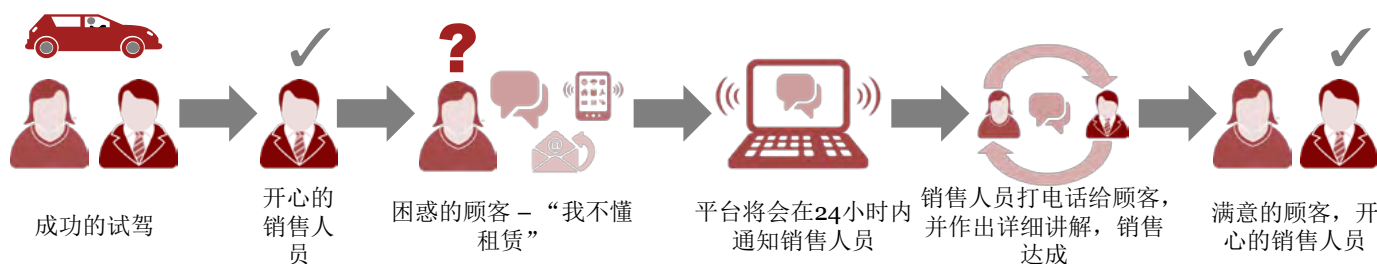 成功的试驾
开心的
销售人
员
困惑的顾客 – “我不懂
租赁”
平台将会在24小时内
通知销售人员
销售人员打电话给顾客，
并作出详细讲解，销售
达成
满意的顾客，开
心的销售人员